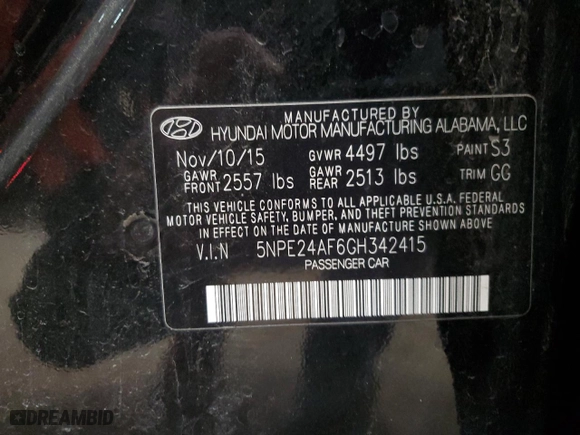 MANUFACTURED BY
HYUNDAI MOTOR MANUFACTURING ALABAMA, LLC
Nov/10/15 GVWR 4497 lbs PAINT S3
GAWR FRONT 2557 lbs GAWR REAR 2513 lbs TRIM GG
THIS VEHICLE CONFORMS TO ALL APPLICABLE U.S.A. FEDERAL
MOTOR VEHICLE SAFETY, BUMPER, AND THEFT PREVENTION STANDARDS
IN EFFECT ON THE DATE OF MANUFACTURE SHOWN ABOVE
V.I.N 5NPE24AF6GH342415
PASSENGER CAR
DREAMBID